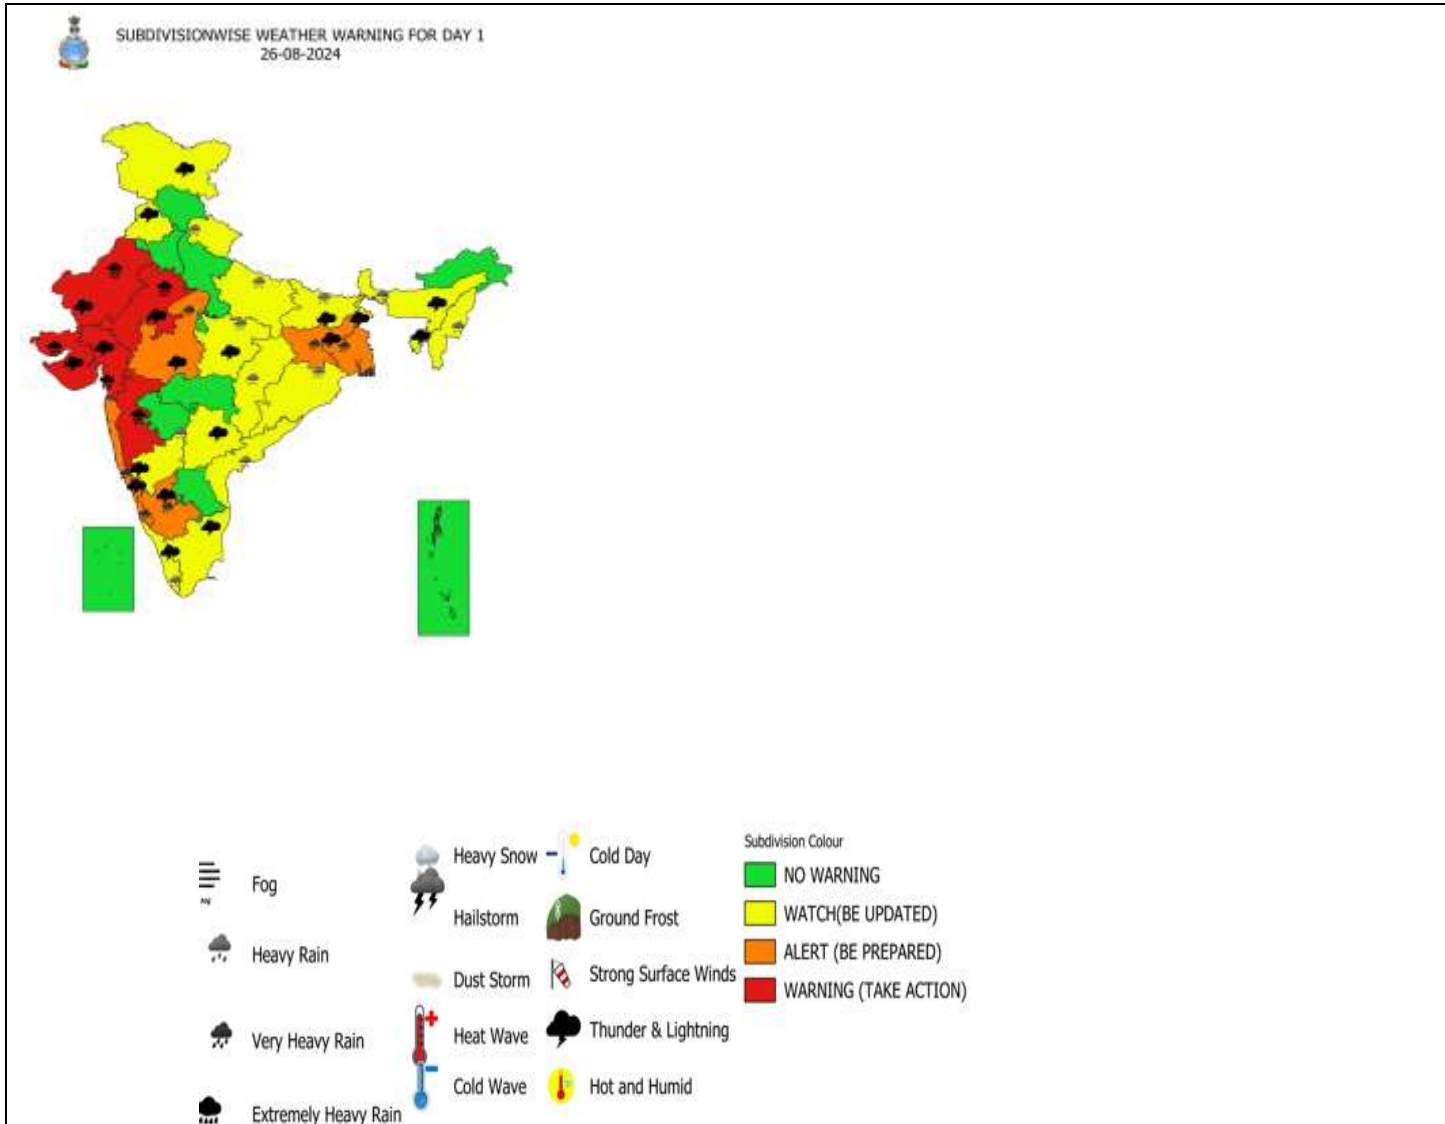 SUBDIVISIONWISE WEATHER WARNING FOR DAY 1
26-08-2024
Fog
Heavy Rain
Very Heavy Rain
Extremely Heavy Rain
Heavy Snow
Hailstorm
Dust Storm
Heat Wave
Cold Wave
Cold Day
Ground Frost
Strong Surface Winds
Thunder & Lightning
Hot and Humid
Subdivision Colour
NO WARNING
WATCH(BE UPDATED)
ALERT (BE PREPARED)
WARNING (TAKE ACTION)